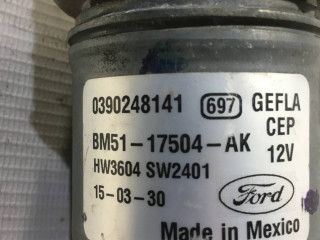 0390248141 697 GEFLA
CEP
BM51-17504-AK 12V
HW3604 SW2401
15-03-30 Ford
Made in Mexico